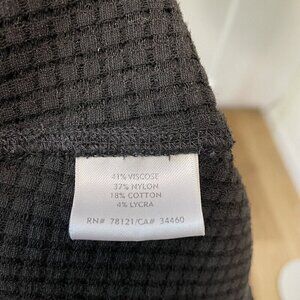 41% VISCOSE
37% NYLON
18% COTTON
4% LYCRA
RN# 78121/CA# 34460